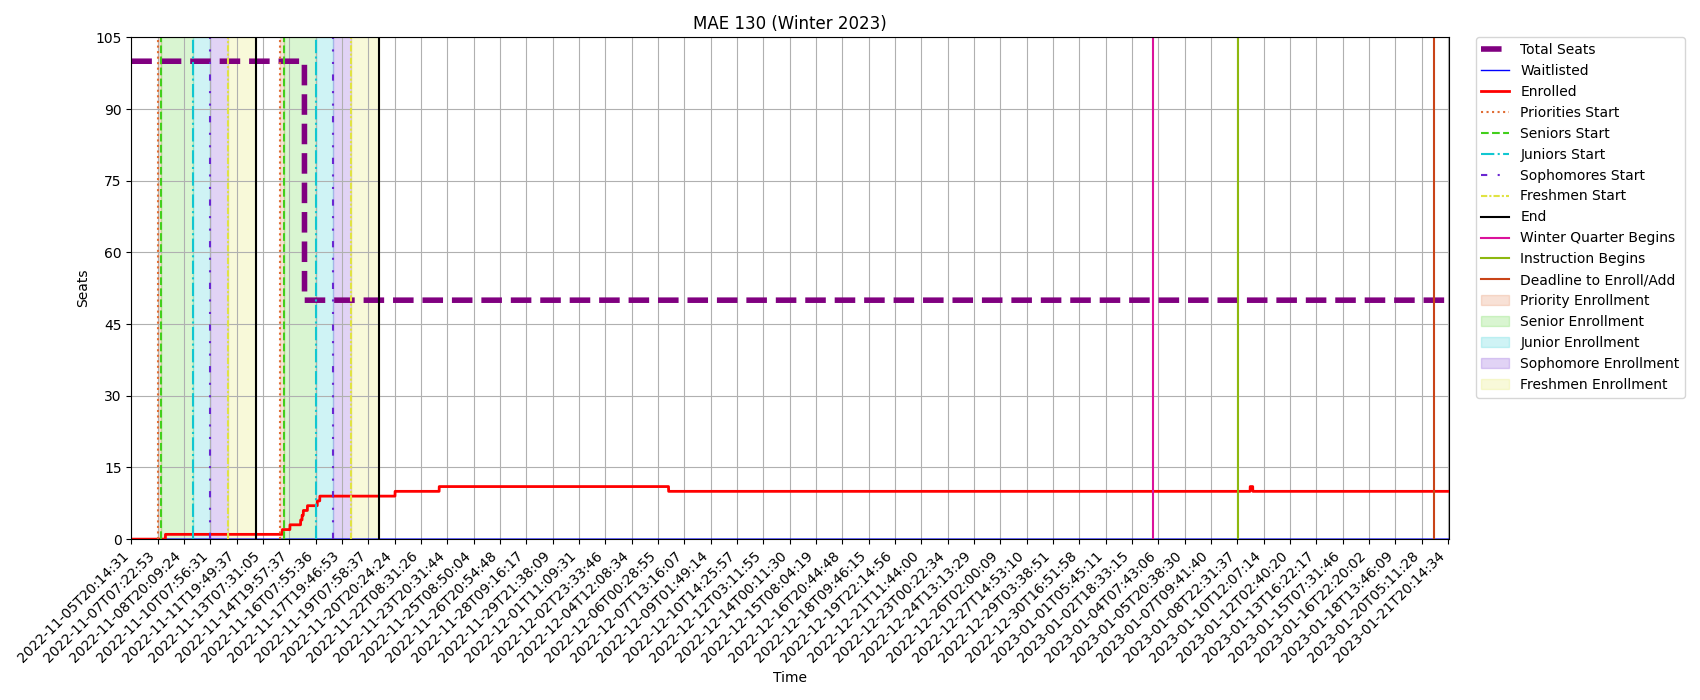 MAE 130 (Winter 2023)
105
90
75
60
45
30
15
0
Seats
2022-11-05T20:14:31
2022-11-07T07:22:53
2022-11-08T20:09:24
2022-11-10T07:56:31
2022-11-11T19:49:37
2022-11-13T07:31:05
2022-11-14T19:57:37
2022-11-16T07:55:36
2022-11-17T19:46:53
2022-11-19T07:58:37
2022-11-20T20:24:24
2022-11-22T08:31:26
2022-11-23T20:31:44
2022-11-25T08:50:04
2022-11-26T20:54:48
2022-11-28T09:16:17
2022-11-29T21:38:09
2022-12-01T11:09:31
2022-12-02T23:33:46
2022-12-04T12:08:34
2022-12-06T00:28:55
2022-12-07T13:16:07
2022-12-09T01:49:14
2022-12-10T14:25:57
2022-12-12T03:11:55
2022-12-14T00:11:30
2022-12-15T08:04:19
2022-12-16T20:44:48
2022-12-18T09:46:15
2022-12-19T22:14:56
2022-12-21T11:44:00
2022-12-23T00:22:34
2022-12-24T13:13:29
2022-12-26T02:00:09
2022-12-27T14:53:10
2022-12-29T03:38:51
2022-12-30T16:51:58
2023-01-01T05:45:11
2023-01-02T18:33:15
2023-01-04T07:43:06
2023-01-05T20:38:30
2023-01-07T09:41:40
2023-01-08T22:31:37
2023-01-10T12:07:14
2023-01-12T02:40:20
2023-01-13T16:22:17
2023-01-15T07:31:46
2023-01-16T22:20:02
2023-01-18T13:46:09
2023-01-20T05:11:28
2023-01-21T20:14:34
Time
Total Seats
Waitlisted
Enrolled
Priorities Start
Seniors Start
Juniors Start
Sophomores Start
Freshmen Start
End
Winter Quarter Begins
Instruction Begins
Deadline to Enroll/Add
Priority Enrollment
Senior Enrollment
Junior Enrollment
Sophomore Enrollment
Freshmen Enrollment